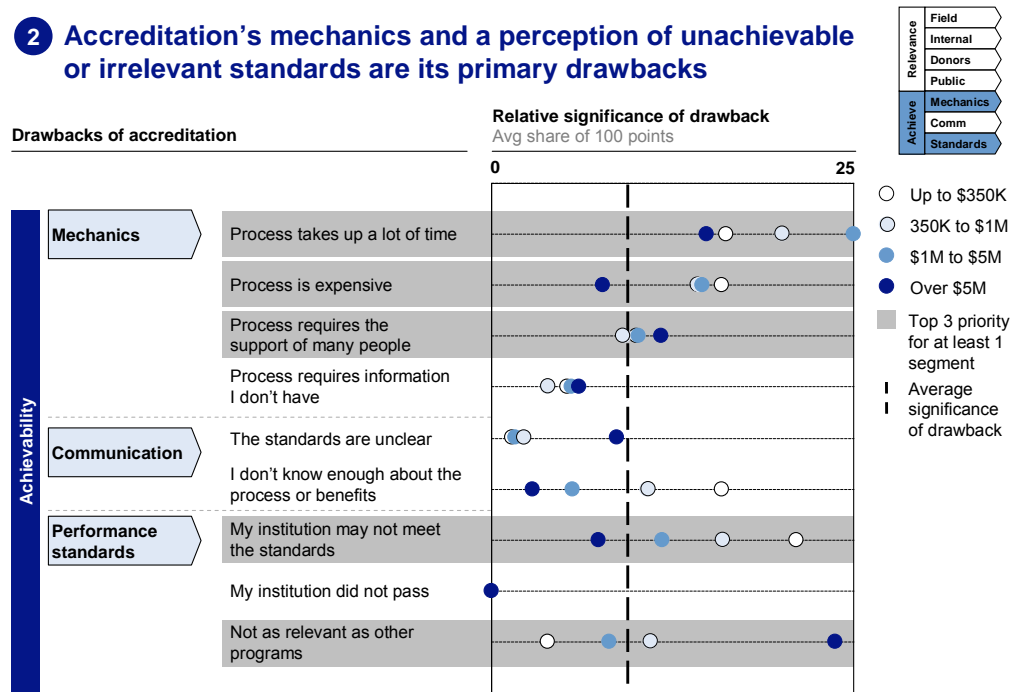 2 Accreditation’s mechanics and a perception of unachievable
or irrelevant standards are its primary drawbacks
Relevance
Field
Internal
Donors
Public
Achieve
Mechanics
Comm
Standards
Drawbacks of accreditation
Relative significance of drawback
Avg share of 100 points
0 25
Up to $350K
350K to $1M
$1M to $5M
Over $5M
Top 3 priority
for at least 1
segment
Average
significance
of drawback
Achievability
Mechanics
Process takes up a lot of time
Process is expensive
Process requires the
support of many people
Process requires information
I don’t have
Communication
The standards are unclear
I don’t know enough about the
process or benefits
Performance
standards
My institution may not meet
the standards
My institution did not pass
Not as relevant as other
programs